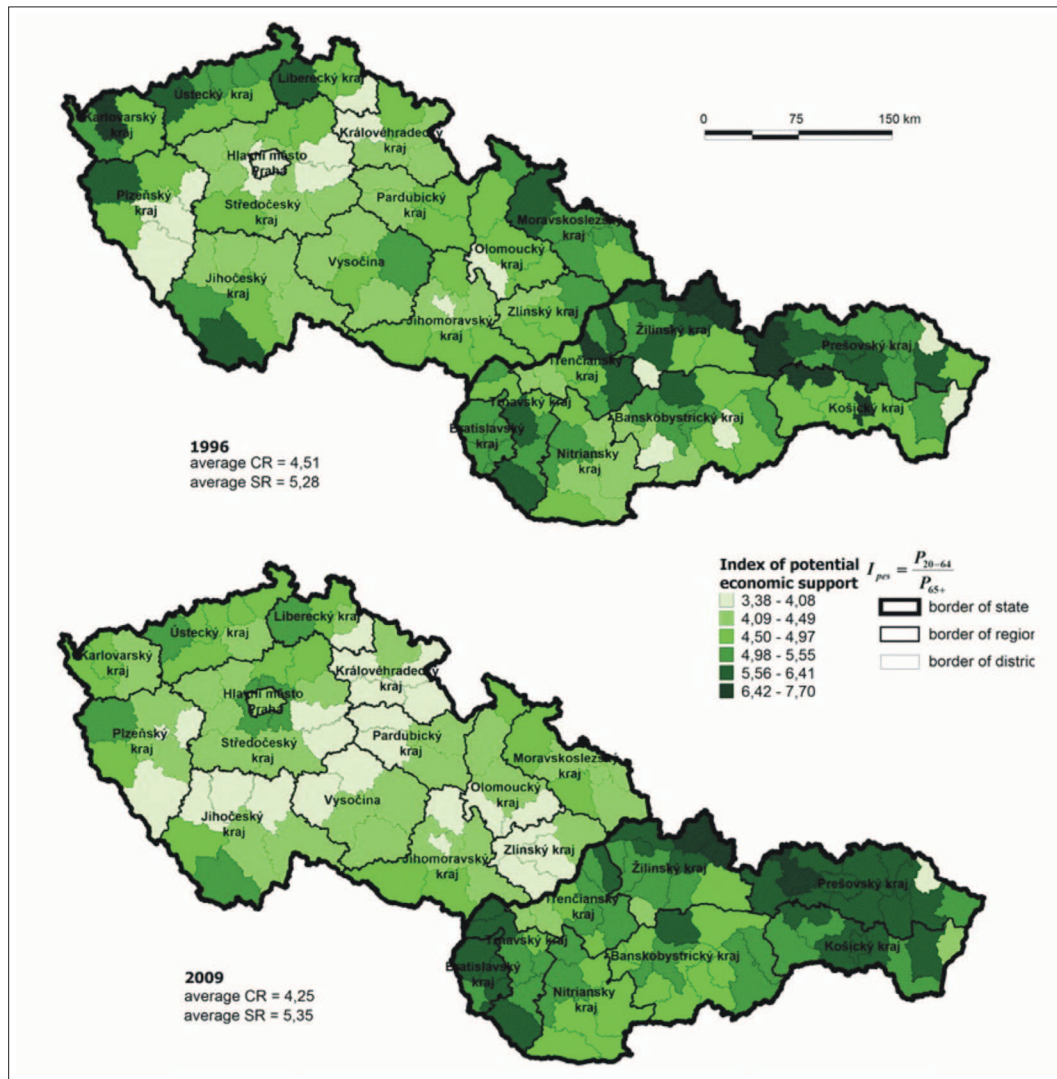 Liberecký kraj
Ústecký kraj
Karlovarský
kraj
Královéhradecký
kraj
Hlavní město
Praha
Plzeňský
kraj
Středočeský
kraj
Pardubický
kraj
Moravskoslezský
kraj
Olomoucký
kraj
Vysočina
Jihočeský
kraj
Jihomoravský
kraj
Zlínský kraj
Žilinský kraj
Prešovský kraj
Trenčiansky
kraj
Košický kraj
Trnavský kraj
Banskobystrický kraj
Bratislavský
kraj
Nitriansky
kraj
0 75 150 km
1996
average CR = 4,51
average SR = 5,28
Index of potential
economic support
I_pes = P_20−64 / P_65+
3,38 - 4,08
4,09 - 4,49
4,50 - 4,97
4,98 - 5,55
5,56 - 6,41
6,42 - 7,70
border of state
border of region
border of distric
Liberecký kraj
Ústecký kraj
Karlovarský
kraj
Královéhradecký
kraj
Hlavní město
Praha
Plzeňský
kraj
Středočeský
kraj
Pardubický
kraj
Moravskoslezský
kraj
Olomoucký
kraj
Vysočina
Jihočeský
kraj
Jihomoravský
kraj
Zlínský kraj
Žilinský kraj
Prešovský kraj
Trenčiansky
kraj
Košický kraj
Trnavský kraj
Banskobystrický kraj
Bratislavský
kraj
Nitriansky
kraj
2009
average CR = 4,25
average SR = 5,35